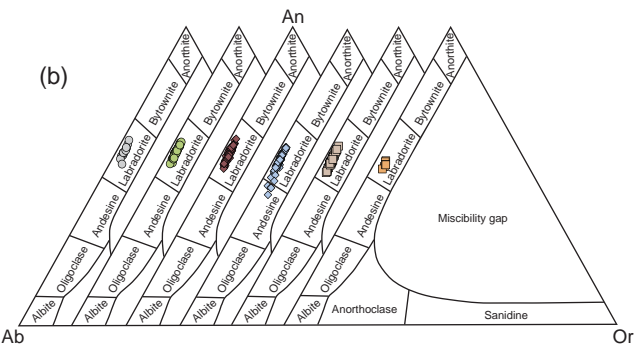 An
(b)
Anorthite Anorthite Anorthite Anorthite Anorthite Anorthite
Bytownite Bytownite Bytownite Bytownite Bytownite Bytownite
Labradorite Labradorite Labradorite Labradorite Labradorite Labradorite
Andesine Andesine Andesine Andesine Andesine Andesine
Miscibility gap
Oligoclase Oligoclase Oligoclase Oligoclase Oligoclase Oligoclase
Albite Albite Albite Albite Albite Albite Anorthoclase Sanidine
Ab Or